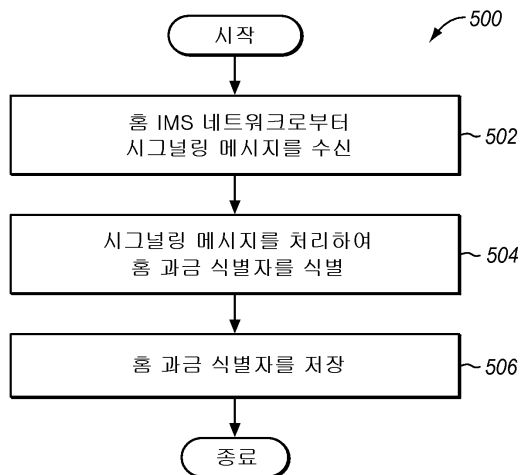 시작
500
홈 IMS 네트워크로부터
시그널링 메시지를 수신
502
시그널링 메시지를 처리하여
홈 과금 식별자를 식별
504
홈 과금 식별자를 저장
506
종료